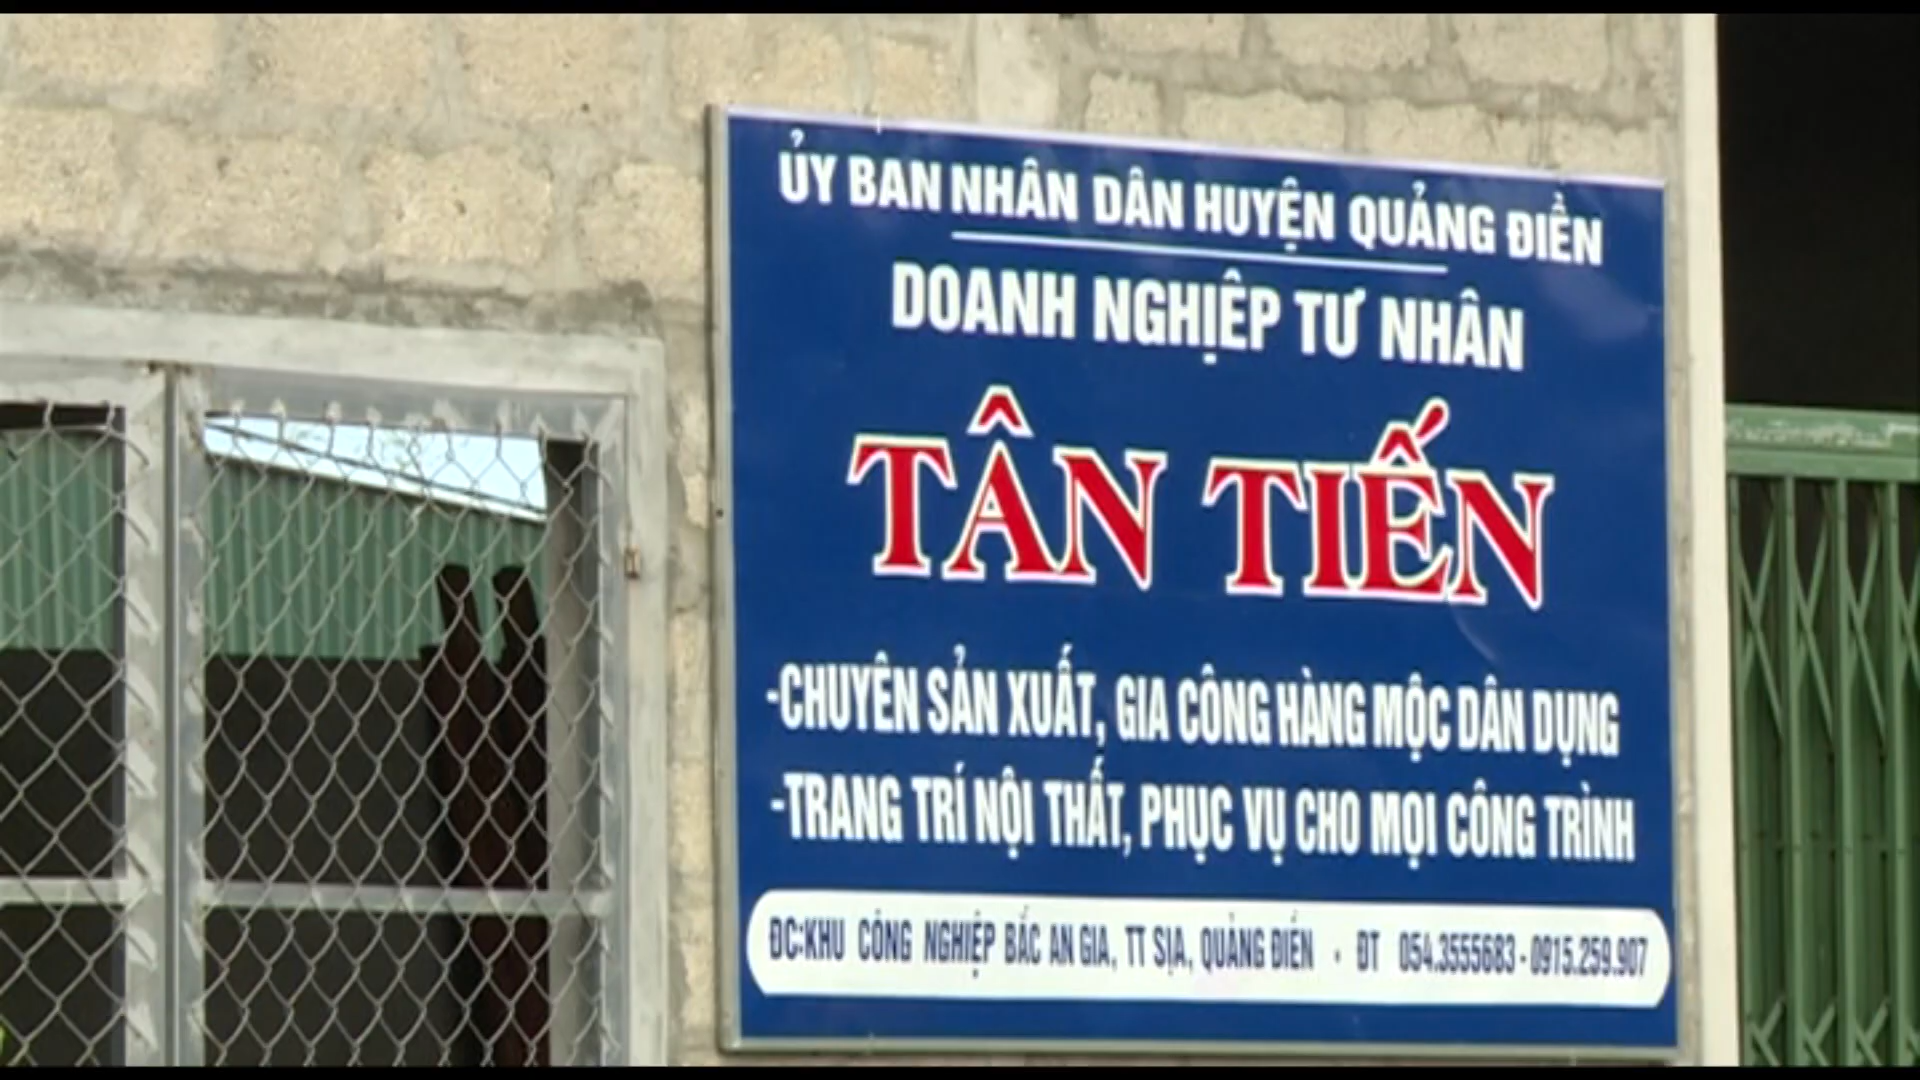 ỦY BAN NHÂN DÂN HUYỆN QUẢNG ĐIỀN
DOANH NGHIỆP TƯ NHÂN
TÂN TIẾN
-CHUYÊN SẢN XUẤT, GIA CÔNG HÀNG MỘC DÂN DỤNG
-TRANG TRÍ NỘI THẤT, PHỤC VỤ CHO MỌI CÔNG TRÌNH
ĐC:KHU CÔNG NGHIỆP BẮC AN GIA, TT SỊA, QUẢNG ĐIỀN - ĐT 054.3555683 - 0915.259.907